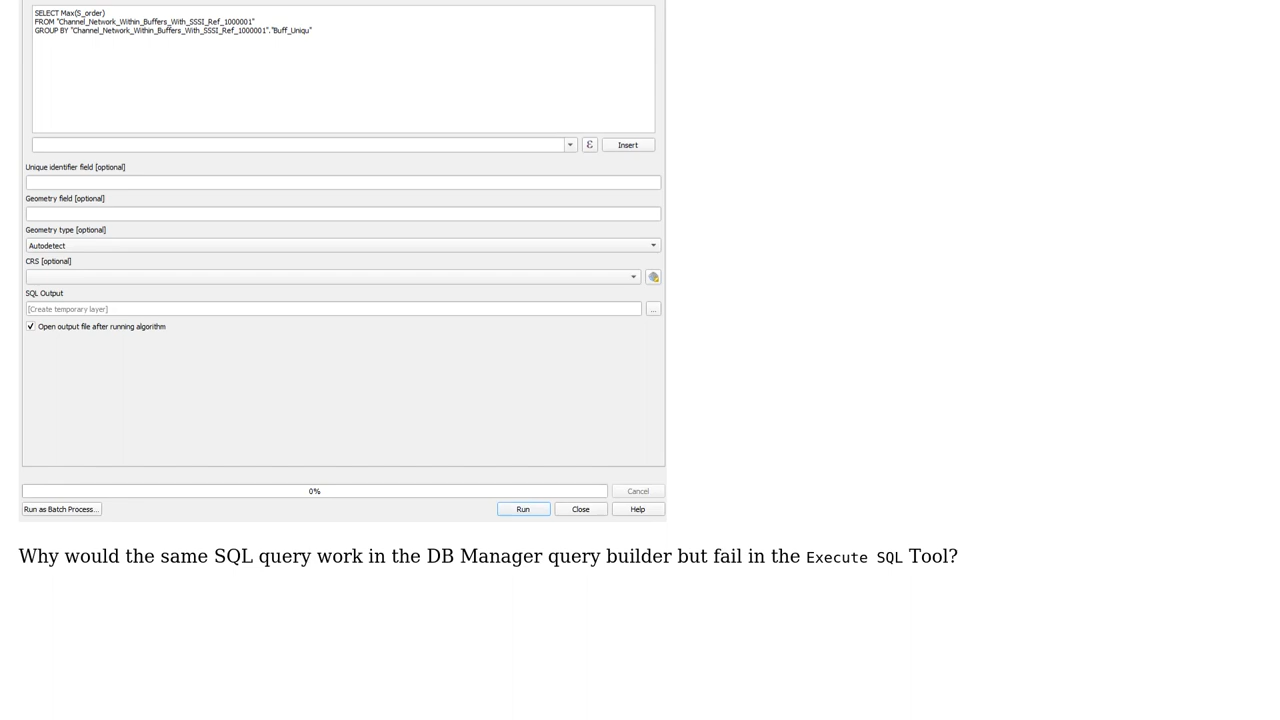 SELECT Max(S_order)
FROM "Channel_Network_Within_Buffers_With_SSSI_Ref_1000001"
GROUP BY "Channel_Network_Within_Buffers_With_SSSI_Ref_1000001"."Buff_Uniqu"
ε Insert
Unique identifier field [optional]
Geometry field [optional]
Geometry type [optional]
Autodetect
CRS [optional]
SQL Output
[Create temporary layer] ...
Open output file after running algorithm
0% Cancel
Run as Batch Process... Run Close Help
Why would the same SQL query work in the DB Manager query builder but fail in the Execute SQL Tool?